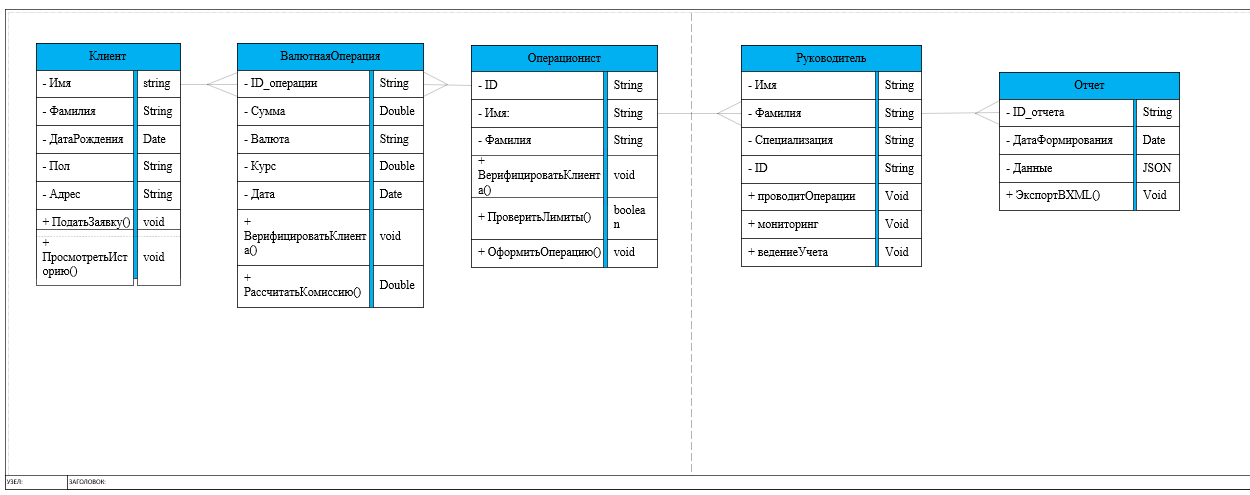 Клиент
- Имя
string
- Фамилия
String
- ДатаРождения
Date
- Пол
String
- Адрес
String
+ ПодатьЗаявку()
void
+
ПросмотретьИст
орию()
void
ВалютнаяОперация
- ID_операции
String
- Сумма
Double
- Валюта
String
- Курс
Double
- Дата
Date
+
ВерифицироватьКлиент
а()
void
+
РассчитатьКомиссию()
Double
Операционист
- ID
String
- Имя:
String
- Фамилия
String
+
ВерифицироватьКлиент
а()
void
+ ПроверитьЛимиты()
boolea
n
+ ОформитьОперацию()
void
Руководитель
- Имя
String
- Фамилия
String
- Специализация
String
- ID
String
+ проводитОперации
Void
+ мониторинг
Void
+ ведениеУчета
Void
Отчет
- ID_отчета
String
- ДатаФормирования
Date
- Данные
JSON
+ ЭкспортВXML()
Void
УЗЕЛ:
ЗАГОЛОВОК: